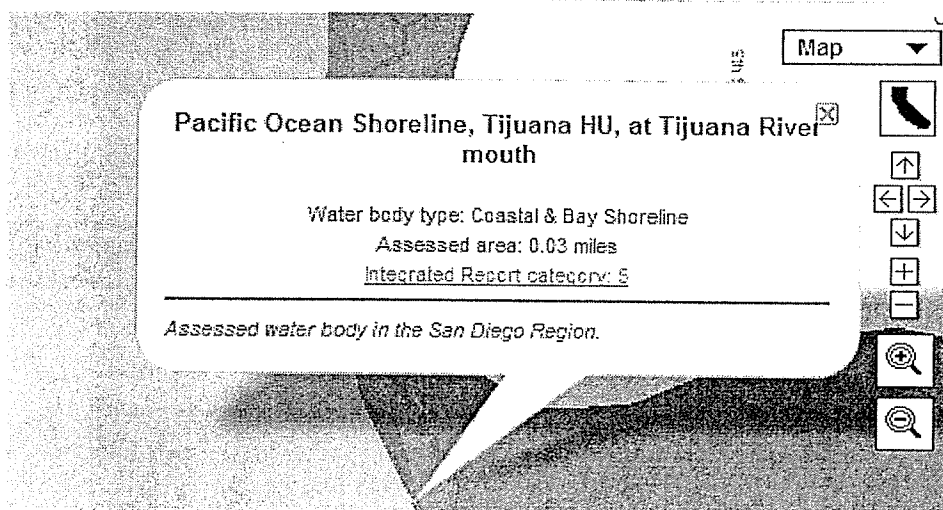 Map
Pacific Ocean Shoreline, Tijuana HU, at Tijuana River
mouth
Water body type: Coastal & Bay Shoreline
Assessed area: 0.03 miles
Integrated Report category: 5
Assessed water body in the San Diego Region.